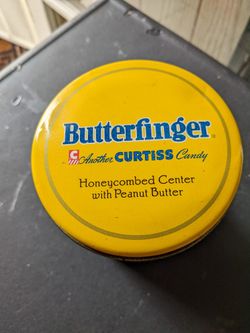 Butterfinger
Another CURTISS Candy
Honeycombed Center
with Peanut Butter